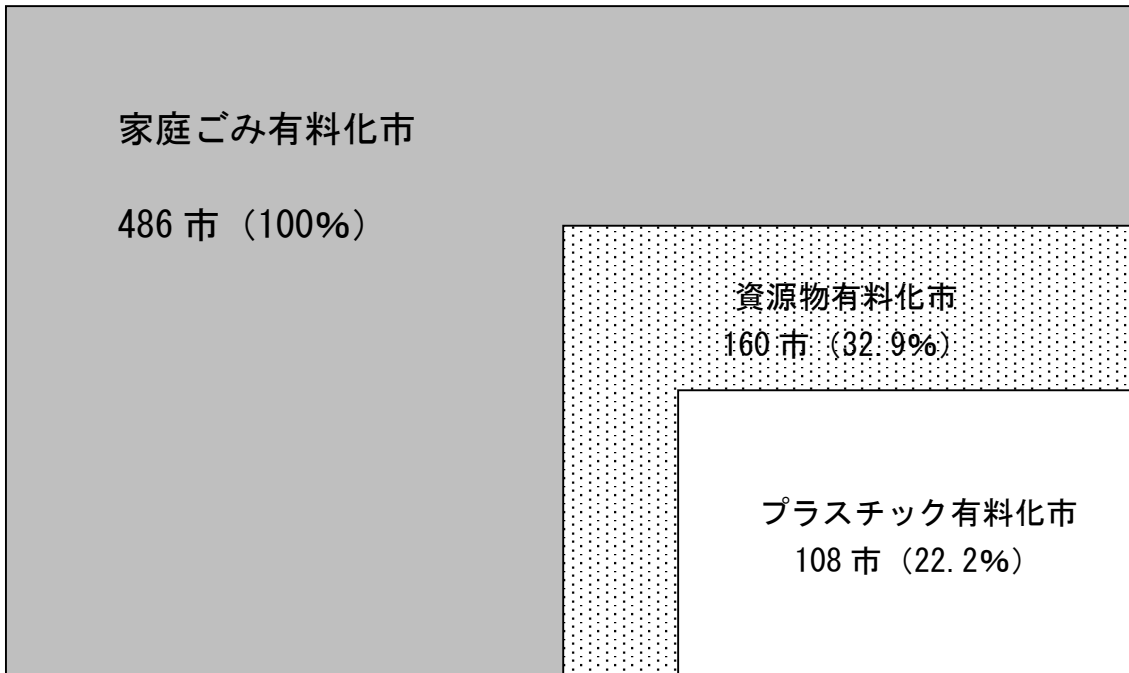 家庭ごみ有料化市
486 市（100%）
資源物有料化市
160 市（32.9%）
プラスチック有料化市
108 市（22.2%）